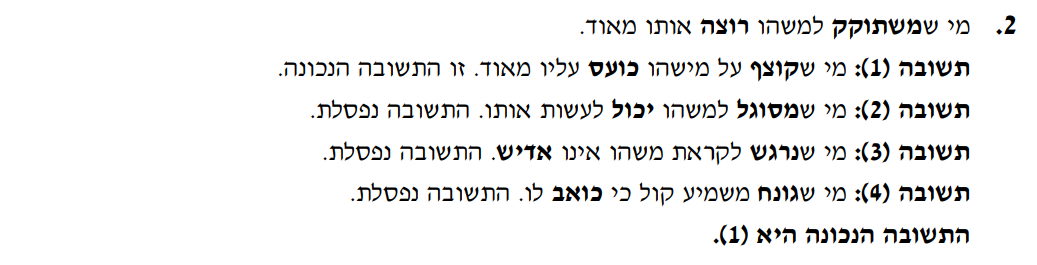 2. מי שמשתוקק למשהו רוצה אותו מאוד.
תשובה (1): מי שקוצף על מישהו כועס עליו מאוד. זו התשובה הנכונה.
תשובה (2): מי שמסוגל למשהו יכול לעשות אותו. התשובה נפסלת.
תשובה (3): מי שנרגש לקראת משהו אינו אדיש. התשובה נפסלת.
תשובה (4): מי שגונח משמיע קול כי כואב לו. התשובה נפסלת.
התשובה הנכונה היא (1).